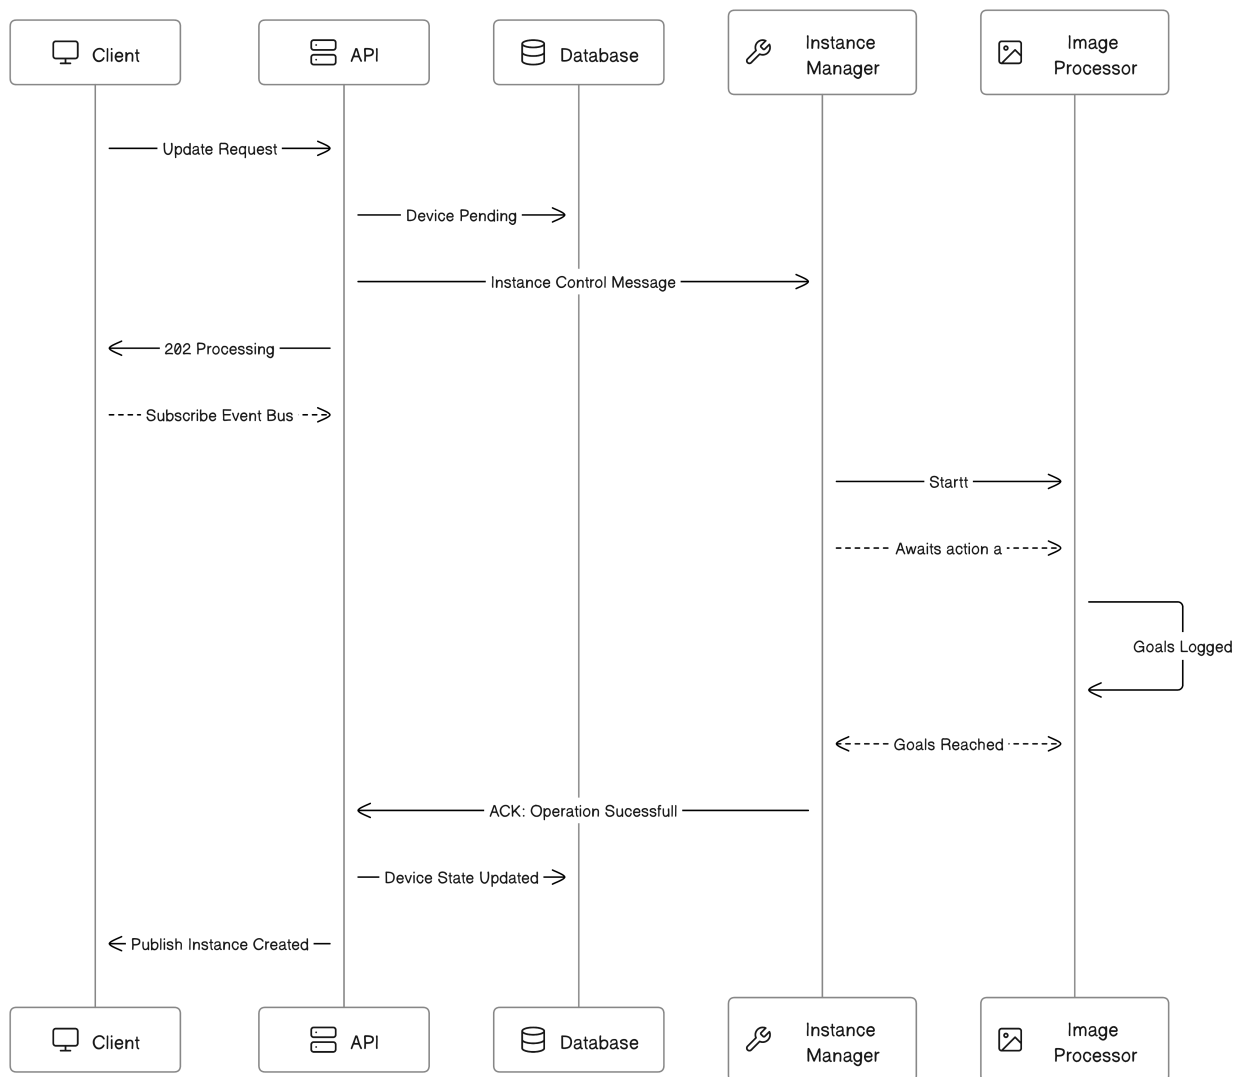 Client
API
Database
Instance
Manager
Image
Processor
Update Request
Device Pending
Instance Control Message
202 Processing
Subscribe Event Bus
Startt
Awaits action a
Goals Logged
Goals Reached
ACK: Operation Sucessfull
Device State Updated
Publish Instance Created
Client
API
Database
Instance
Manager
Image
Processor